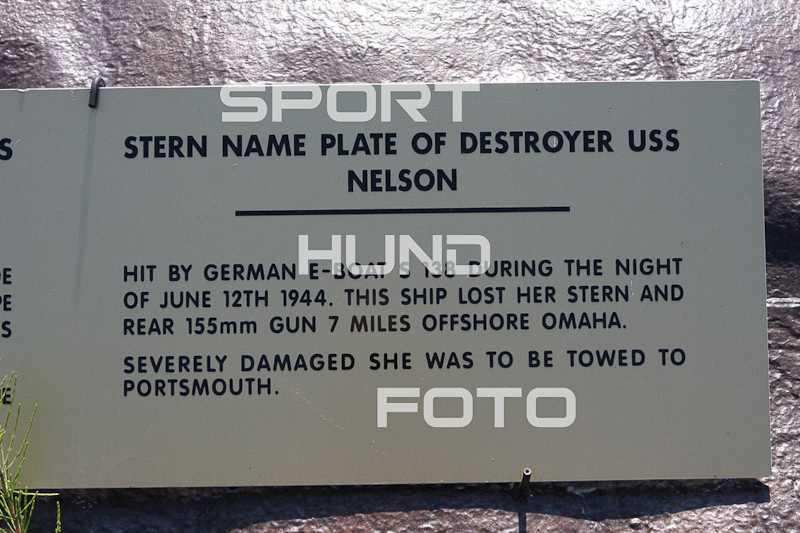 SPORT
S
STERN NAME PLATE OF DESTROYER USS
NELSON
HUND
DE
PE
S
E
HIT BY GERMAN E-BOAT S 138 DURING THE NIGHT
OF JUNE 12TH 1944. THIS SHIP LOST HER STERN AND
REAR 155mm GUN 7 MILES OFFSHORE OMAHA.
SEVERELY DAMAGED SHE WAS TO BE TOWED TO
PORTSMOUTH.
FOTO